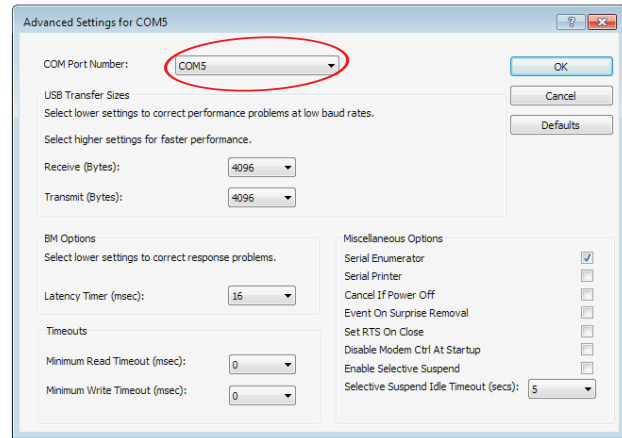 Advanced Settings for COM5
COM Port Number: COM5
OK
USB Transfer Sizes
Cancel
Select lower settings to correct performance problems at low baud rates.
Defaults
Select higher settings for faster performance.
Receive (Bytes): 4096
Transmit (Bytes): 4096
BM Options
Select lower settings to correct response problems.
Latency Timer (msec): 16
Timeouts
Minimum Read Timeout (msec): 0
Minimum Write Timeout (msec): 0
Miscellaneous Options
Serial Enumerator
Serial Printer
Cancel If Power Off
Event On Surprise Removal
Set RTS On Close
Disable Modem Ctrl At Startup
Enable Selective Suspend
Selective Suspend Idle Timeout (secs): 5